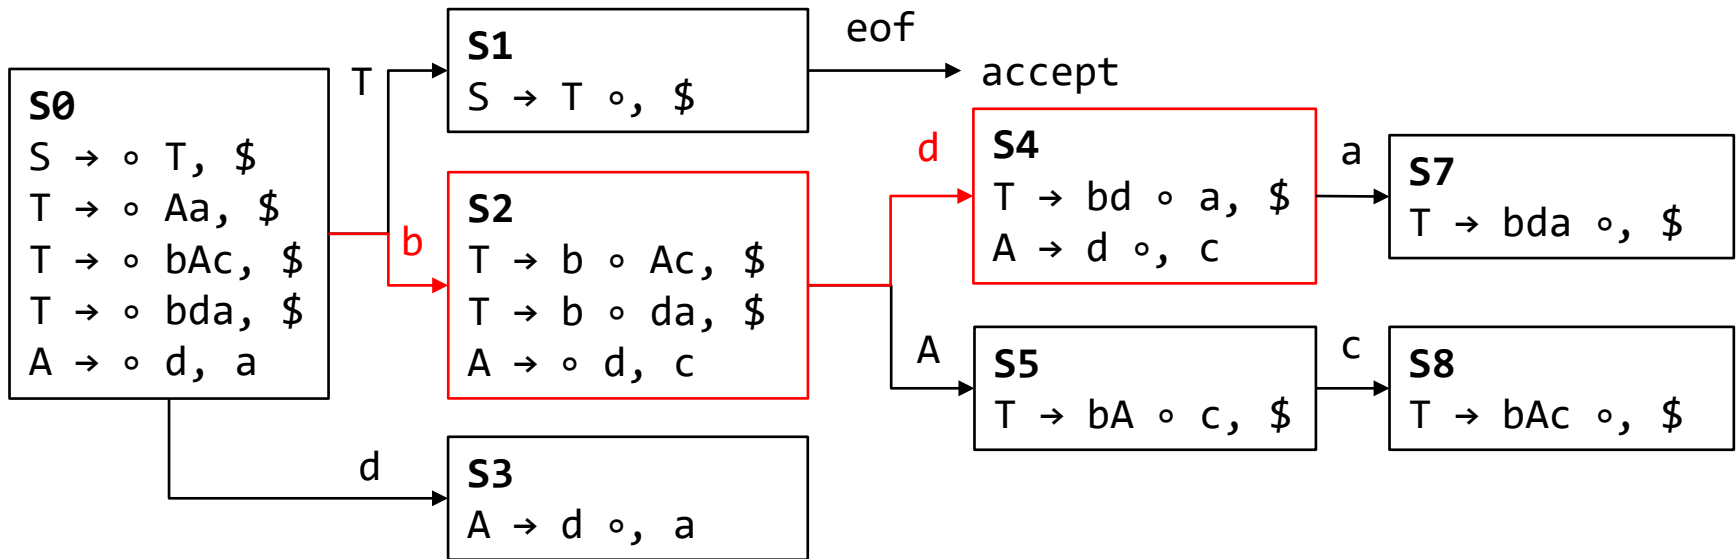 S0
S → ∘ T, $
T → ∘ Aa, $
T → ∘ bAc, $
T → ∘ bda, $
A → ∘ d, a
T
S1
S → T ∘, $
eof
accept
b
S2
T → b ∘ Ac, $
T → b ∘ da, $
A → ∘ d, c
d
S3
A → d ∘, a
d
S4
T → bd ∘ a, $
A → d ∘, c
a
S7
T → bda ∘, $
A
S5
T → bA ∘ c, $
c
S8
T → bAc ∘, $